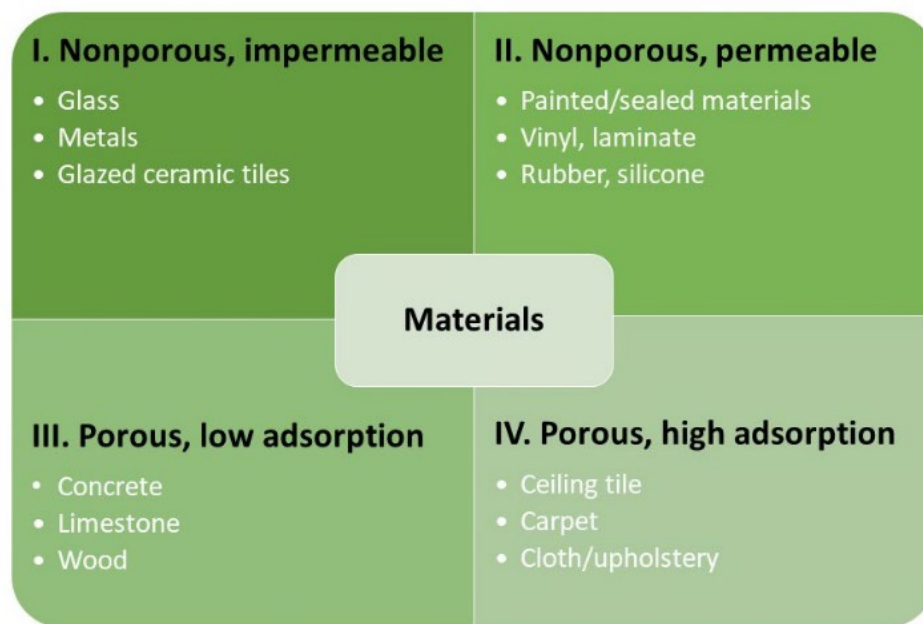 I. Nonporous, impermeable
• Glass
• Metals
• Glazed ceramic tiles
II. Nonporous, permeable
• Painted/sealed materials
• Vinyl, laminate
• Rubber, silicone
Materials
III. Porous, low adsorption
• Concrete
• Limestone
• Wood
IV. Porous, high adsorption
• Ceiling tile
• Carpet
• Cloth/upholstery